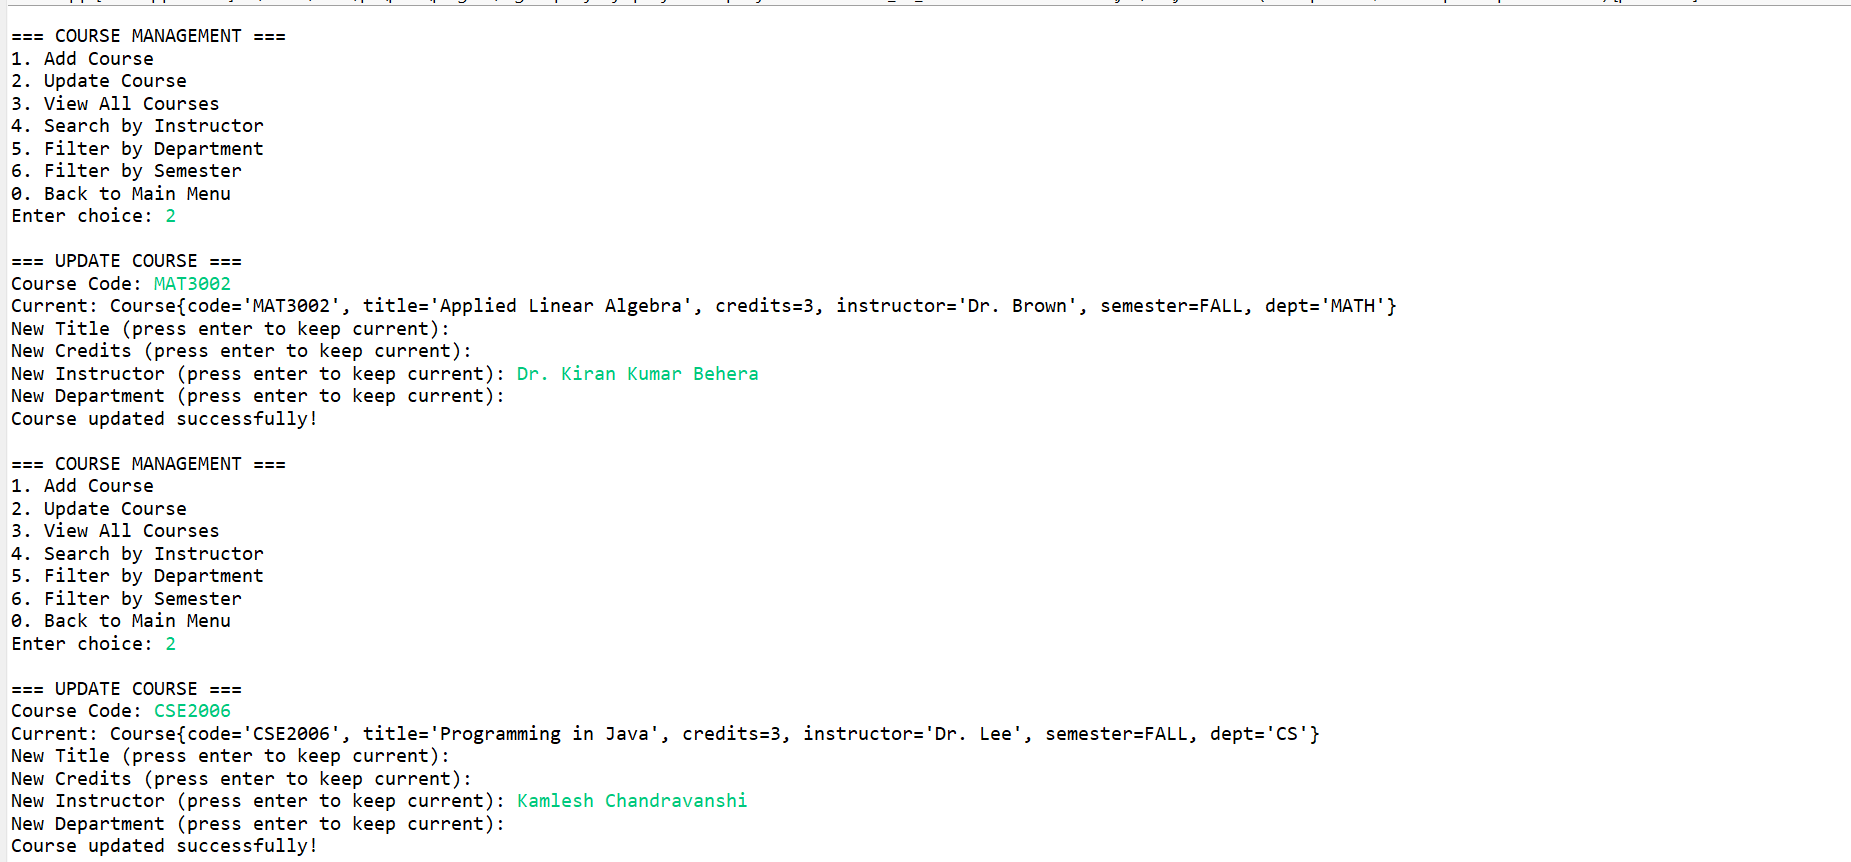 === COURSE MANAGEMENT ===
1. Add Course
2. Update Course
3. View All Courses
4. Search by Instructor
5. Filter by Department
6. Filter by Semester
0. Back to Main Menu
Enter choice: 2
=== UPDATE COURSE ===
Course Code: MAT3002
Current: Course{code='MAT3002', title='Applied Linear Algebra', credits=3, instructor='Dr. Brown', semester=FALL, dept='MATH'}
New Title (press enter to keep current):
New Credits (press enter to keep current):
New Instructor (press enter to keep current): Dr. Kiran Kumar Behera
New Department (press enter to keep current):
Course updated successfully!
=== COURSE MANAGEMENT ===
1. Add Course
2. Update Course
3. View All Courses
4. Search by Instructor
5. Filter by Department
6. Filter by Semester
0. Back to Main Menu
Enter choice: 2
=== UPDATE COURSE ===
Course Code: CSE2006
Current: Course{code='CSE2006', title='Programming in Java', credits=3, instructor='Dr. Lee', semester=FALL, dept='CS'}
New Title (press enter to keep current):
New Credits (press enter to keep current):
New Instructor (press enter to keep current): Kamlesh Chandravanshi
New Department (press enter to keep current):
Course updated successfully!